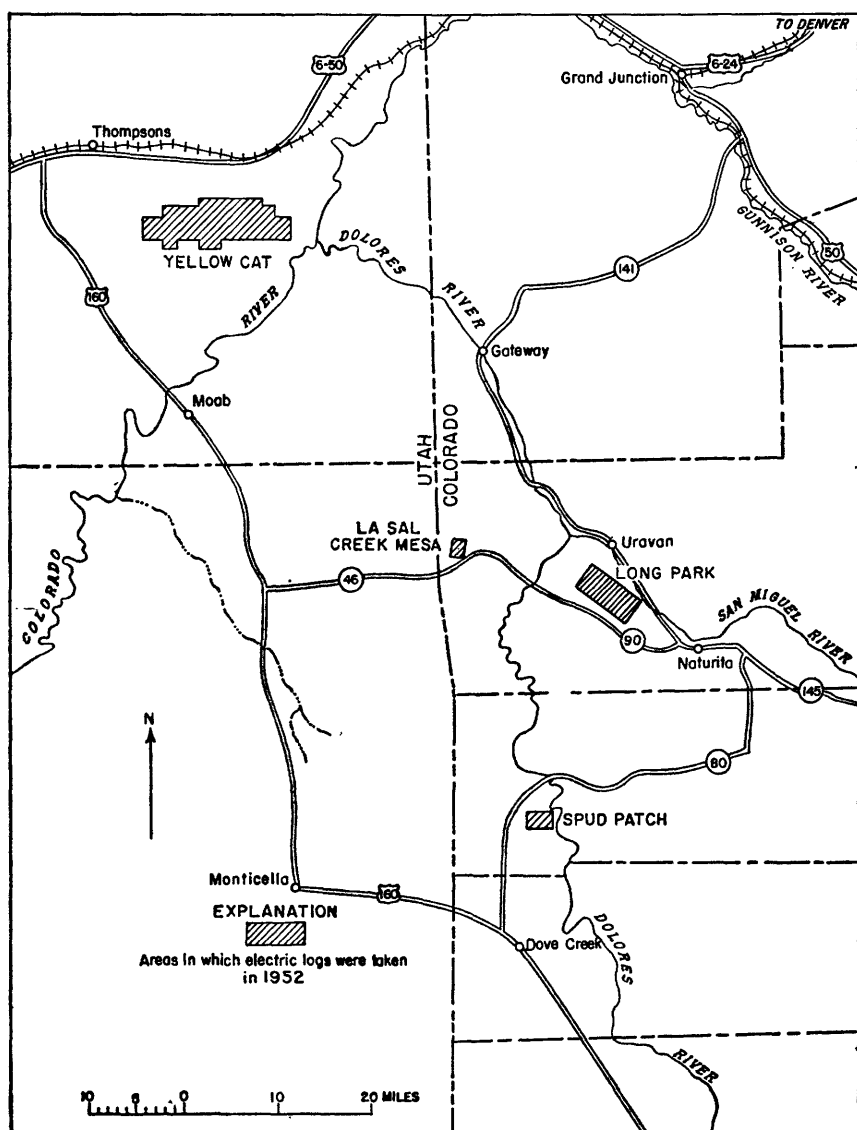 TO DENVER
6-50
6-24
Grand Junction
Thompsons
YELLOW CAT
DOLORES
RIVER
GUNNISON RIVER
50
141
160
RIVER
Gateway
Moab
UTAH
COLORADO
LA SAL
CREEK MESA
Uravan
LONG PARK
46
COLORADO
SAN MIGUEL
RIVER
90
Naturita
145
N
80
SPUD PATCH
Monticella
160
EXPLANATION
Areas in which electric logs were taken
in 1952
Dove Creek
DOLORES
RIVER
10 0 10 20 MILES